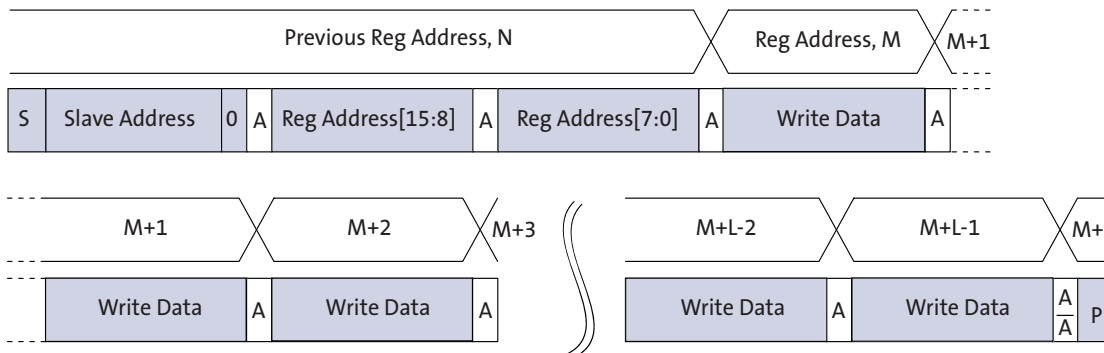 Previous Reg Address, N Reg Address, M M+1
S Slave Address 0 A Reg Address[15:8] A Reg Address[7:0] A Write Data A
M+1 M+2 M+3 M+L-2 M+L-1 M+
Write Data A Write Data A Write Data A Write Data A/A̅ P